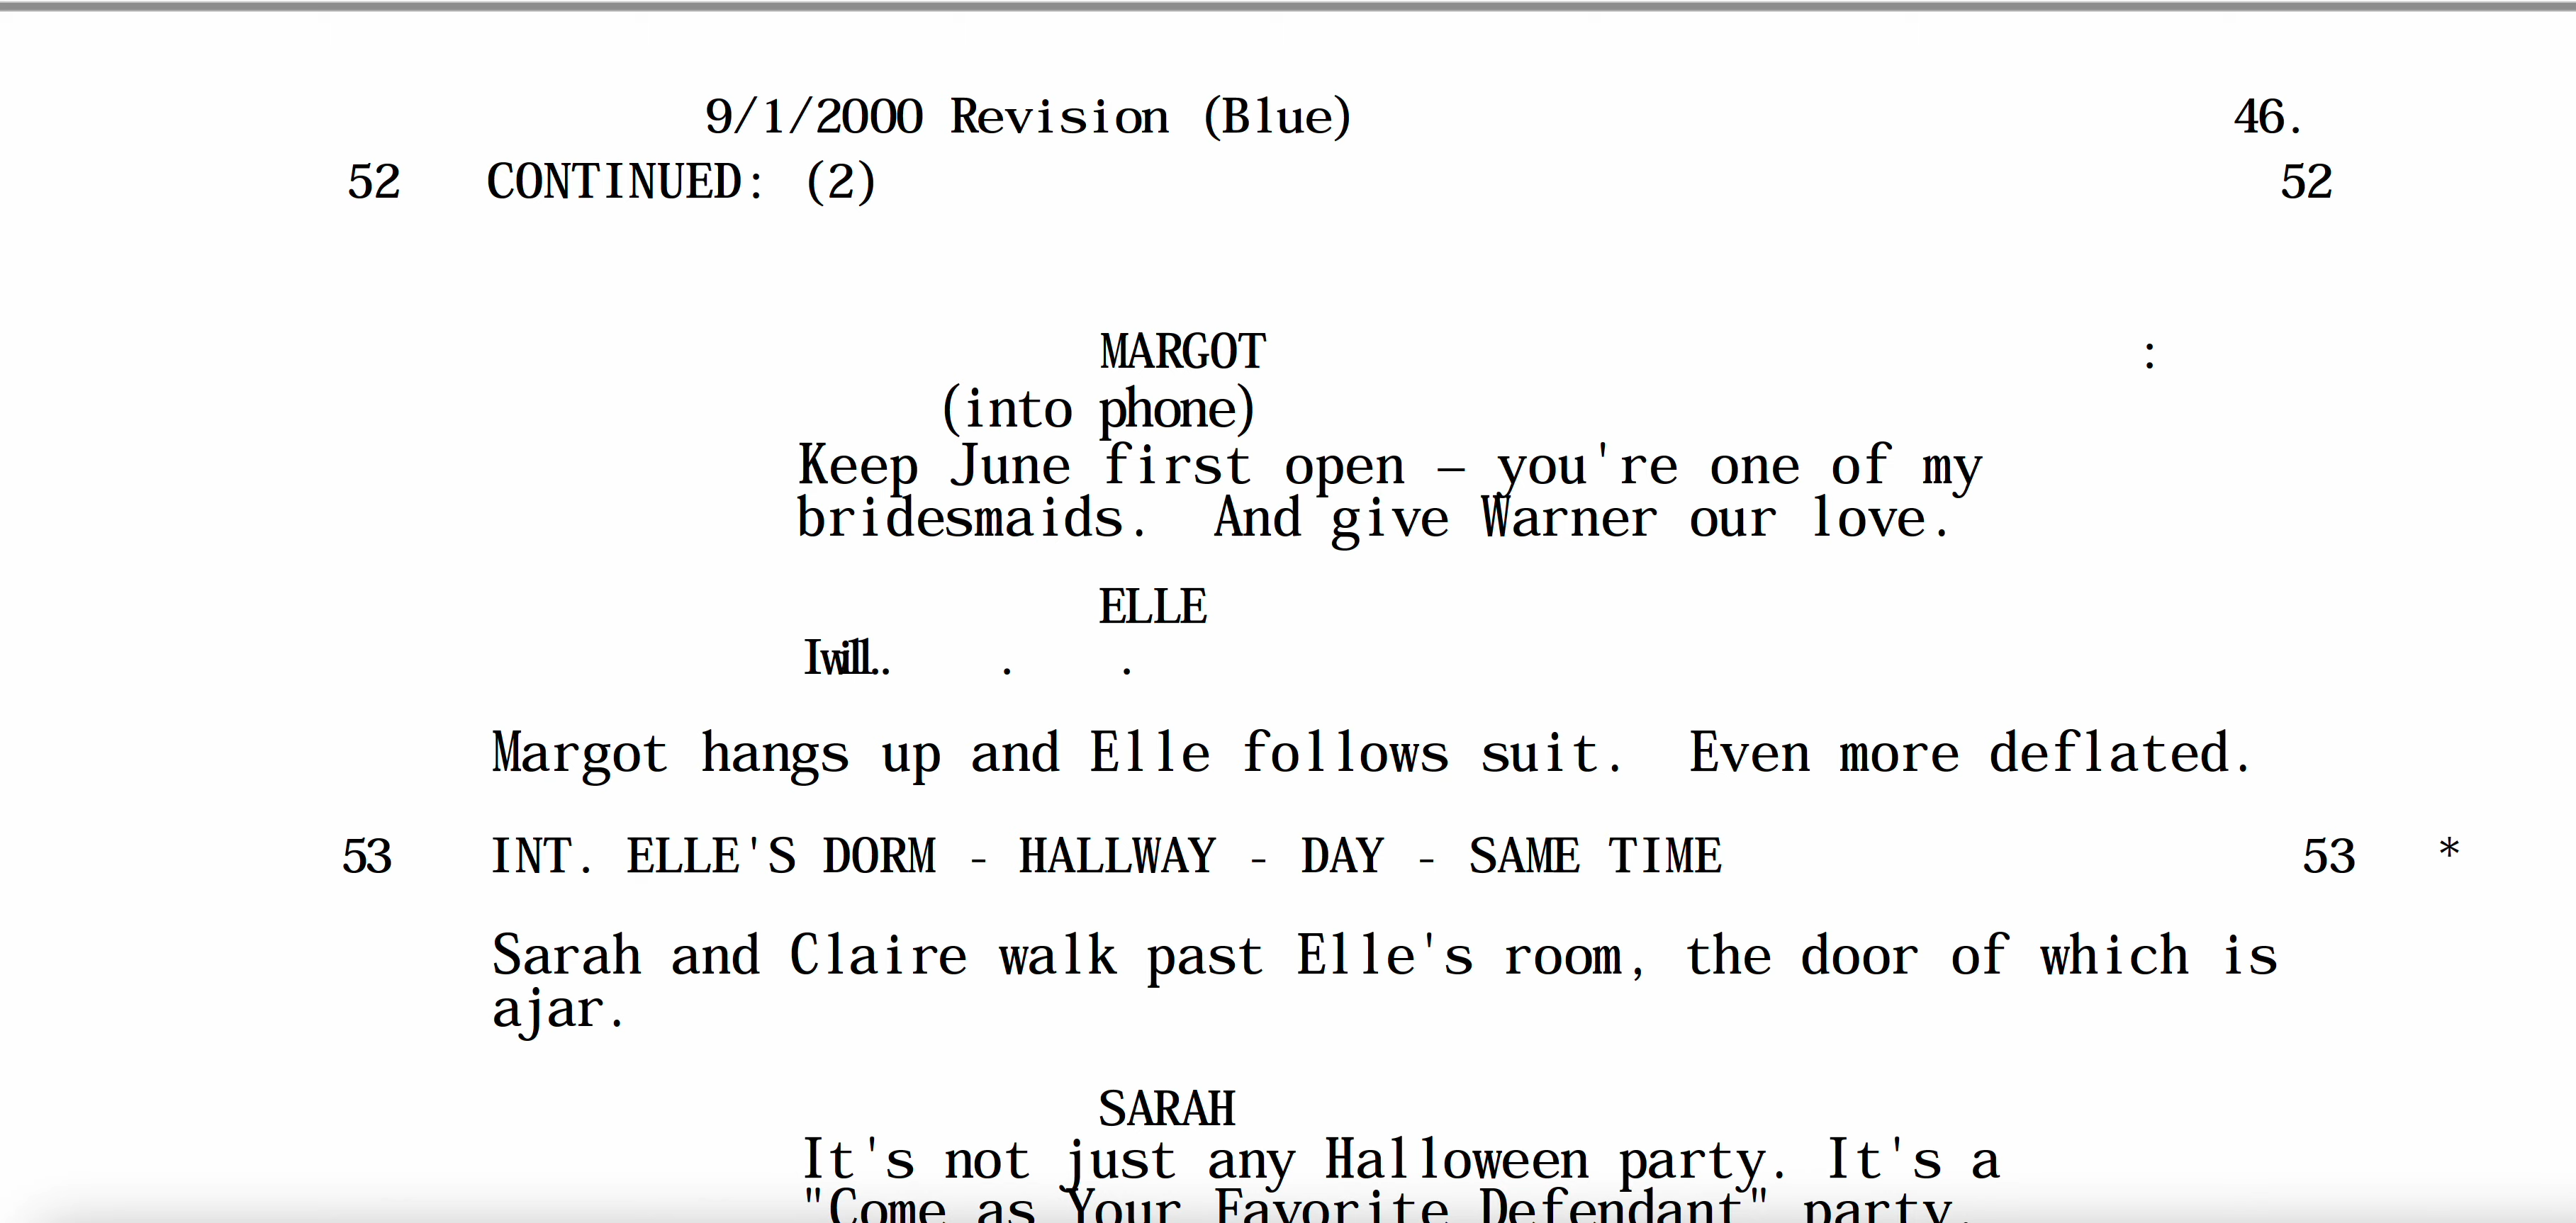 9/1/2000 Revision (Blue) 46.
52 CONTINUED: (2) 52
MARGOT :
(into phone)
Keep June first open – you're one of my
bridesmaids.  And give Warner our love.
ELLE
I will.. . .
Margot hangs up and Elle follows suit.  Even more deflated.
53 INT. ELLE'S DORM - HALLWAY - DAY - SAME TIME 53 *
Sarah and Claire walk past Elle's room, the door of which is
ajar.
SARAH
It's not just any Halloween party. It's a
"Come as Your Favorite Defendant" party.